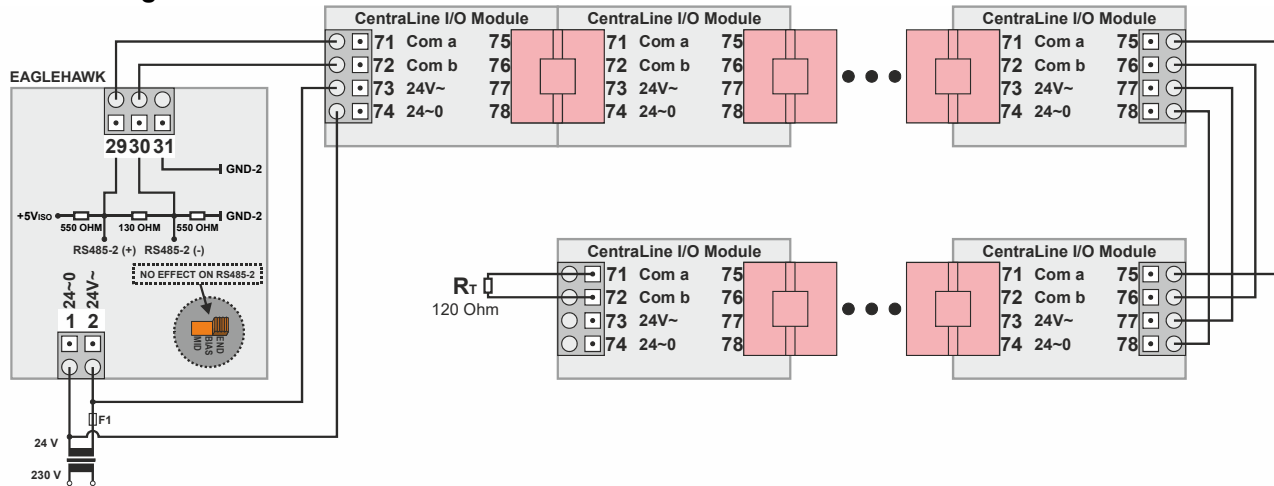 CentraLine I/O Module CentraLine I/O Module CentraLine I/O Module
71 Com a 75 71 Com a 75 71 Com a 75
72 Com b 76 72 Com b 76 72 Com b 76
73 24V~ 77 73 24V~ 77 73 24V~ 77
74 24~0 78 74 24~0 78 74 24~0 78
EAGLEHAWK
29 30 31
GND-2
+5VISO GND-2
550 OHM 130 OHM 550 OHM
RS485-2 (+) RS485-2 (-)
NO EFFECT ON RS485-2
MID BIAS END
24~0 24V~
1 2
F1
24 V
230 V
CentraLine I/O Module CentraLine I/O Module
71 Com a 75 71 Com a 75
72 Com b 76 72 Com b 76
73 24V~ 77 73 24V~ 77
74 24~0 78 74 24~0 78
RT
120 Ohm